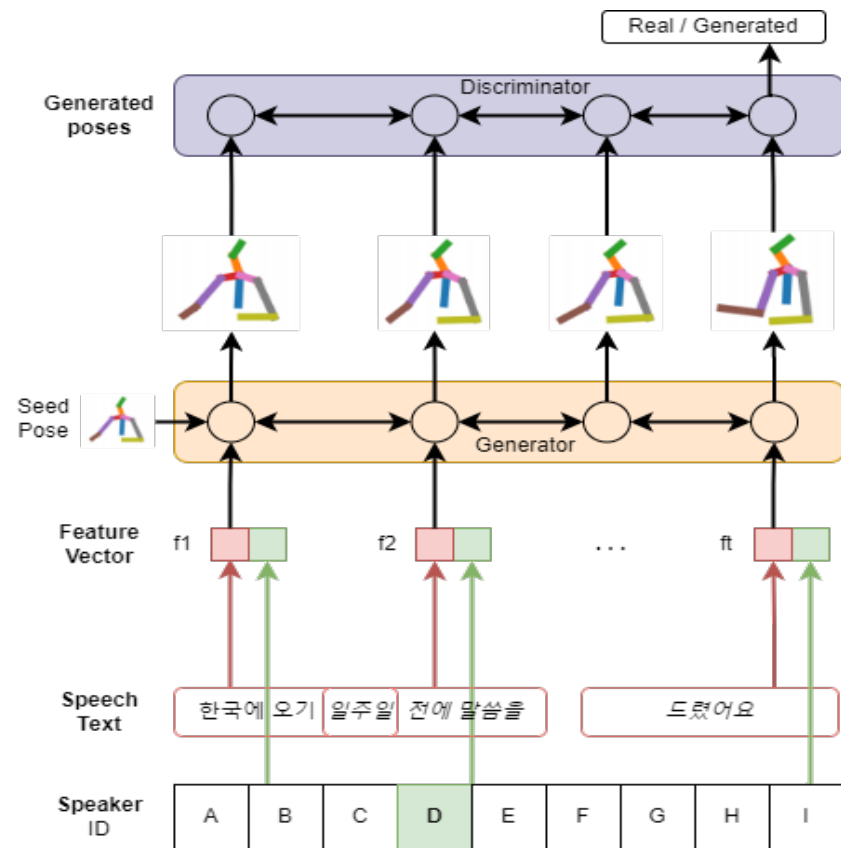 Real / Generated
Discriminator
Generated
poses
Seed
Pose
Generator
Feature
Vector
f1
f2
...
ft
Speech
Text
한국에 오기 일주일 전에 말씀을 드렸어요
Speaker
ID
A B C D E F G H I